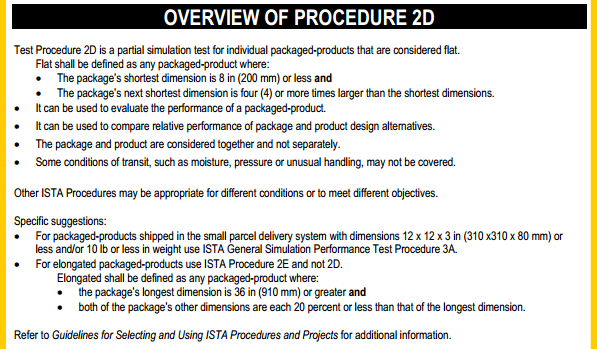 OVERVIEW OF PROCEDURE 2D
Test Procedure 2D is a partial simulation test for individual packaged-products that are considered flat.
Flat shall be defined as any packaged-product where:
• The package's shortest dimension is 8 in (200 mm) or less and
• The package's next shortest dimension is four (4) or more times larger than the shortest dimensions.
• It can be used to evaluate the performance of a packaged-product.
• It can be used to compare relative performance of package and product design alternatives.
• The package and product are considered together and not separately.
• Some conditions of transit, such as moisture, pressure or unusual handling, may not be covered.
Other ISTA Procedures may be appropriate for different conditions or to meet different objectives.
Specific suggestions:
• For packaged-products shipped in the small parcel delivery system with dimensions 12 x 12 x 3 in (310 x310 x 80 mm) or
less and/or 10 lb or less in weight use ISTA General Simulation Performance Test Procedure 3A.
• For elongated packaged-products use ISTA Procedure 2E and not 2D.
Elongated shall be defined as any packaged-product where:
• the package's longest dimension is 36 in (910 mm) or greater and
• both of the package's other dimensions are each 20 percent or less than that of the longest dimension.
Refer to Guidelines for Selecting and Using ISTA Procedures and Projects for additional information.